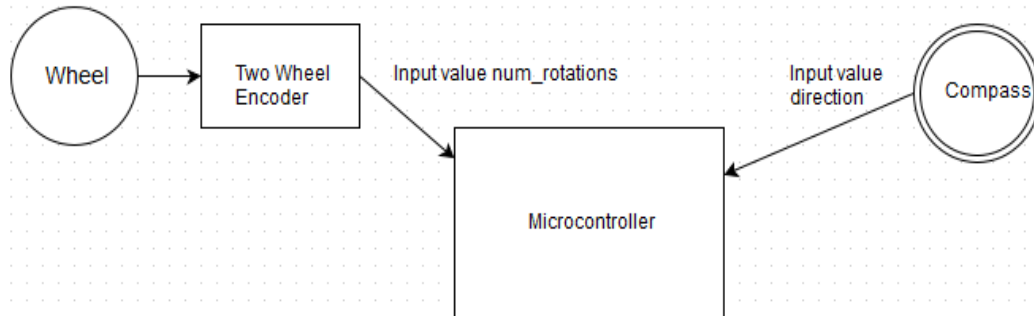 Wheel
Two Wheel
Encoder
Input value num_rotations
Input value
direction
Compass
Microcontroller